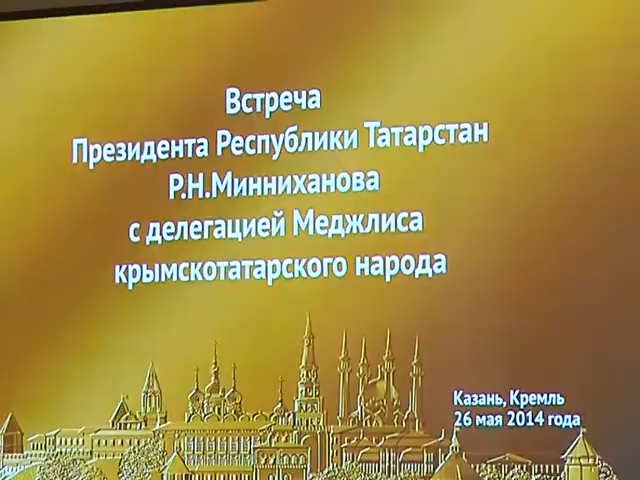 Встреча
Президента Республики Татарстан
Р.Н.Минниханова
с делегацией Меджлиса
крымскотатарского народа
Казань, Кремль
26 мая 2014 года